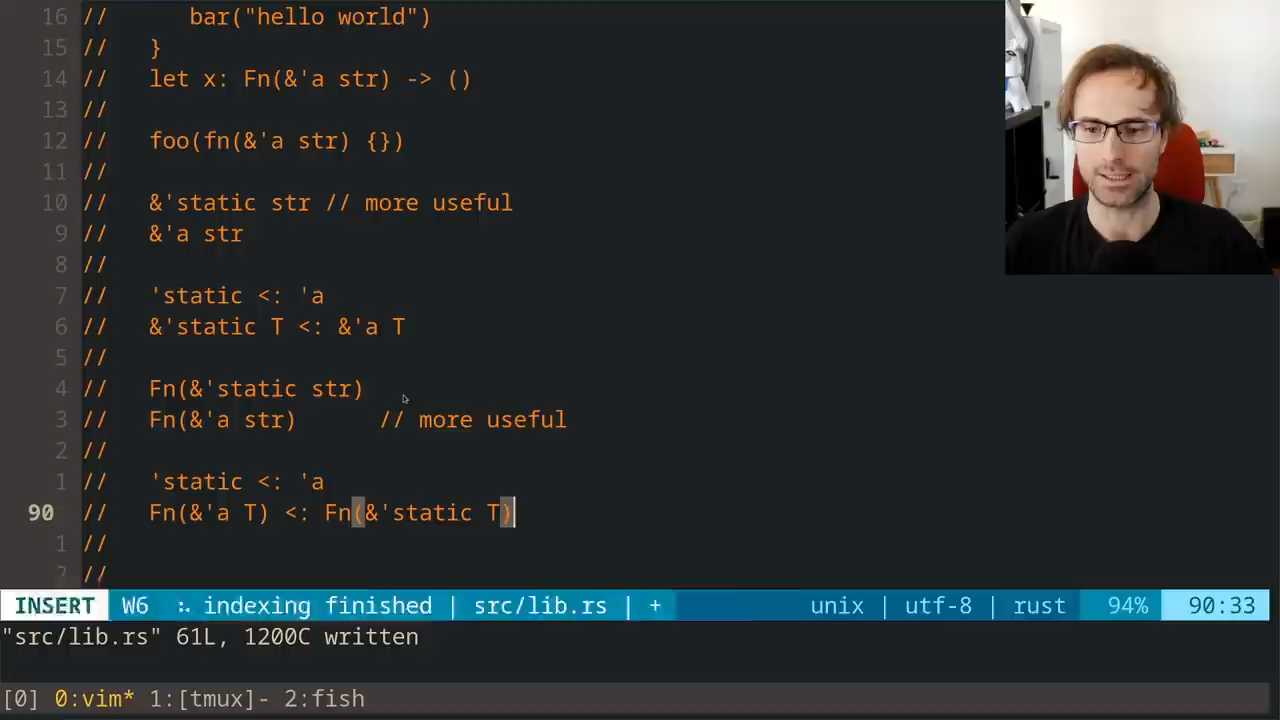 16 //      bar("hello world")
15 //   }
14 //   let x: Fn(&'a str) -> ()
13 //
12 //   foo(fn(&'a str) {})
11 //
10 //   &'static str // more useful
9 //   &'a str
8 //
7 //   'static <: 'a
6 //   &'static T <: &'a T
5 //
4 //   Fn(&'static str)
3 //   Fn(&'a str)      // more useful
2 //
1 //   'static <: 'a
90 //   Fn(&'a T) <: Fn(&'static T)
1 //
2 //
INSERT W6 :. indexing finished | src/lib.rs | + unix | utf-8 | rust 94% 90:33
"src/lib.rs" 61L, 1200C written
[0] 0:vim* 1:[tmux]- 2:fish